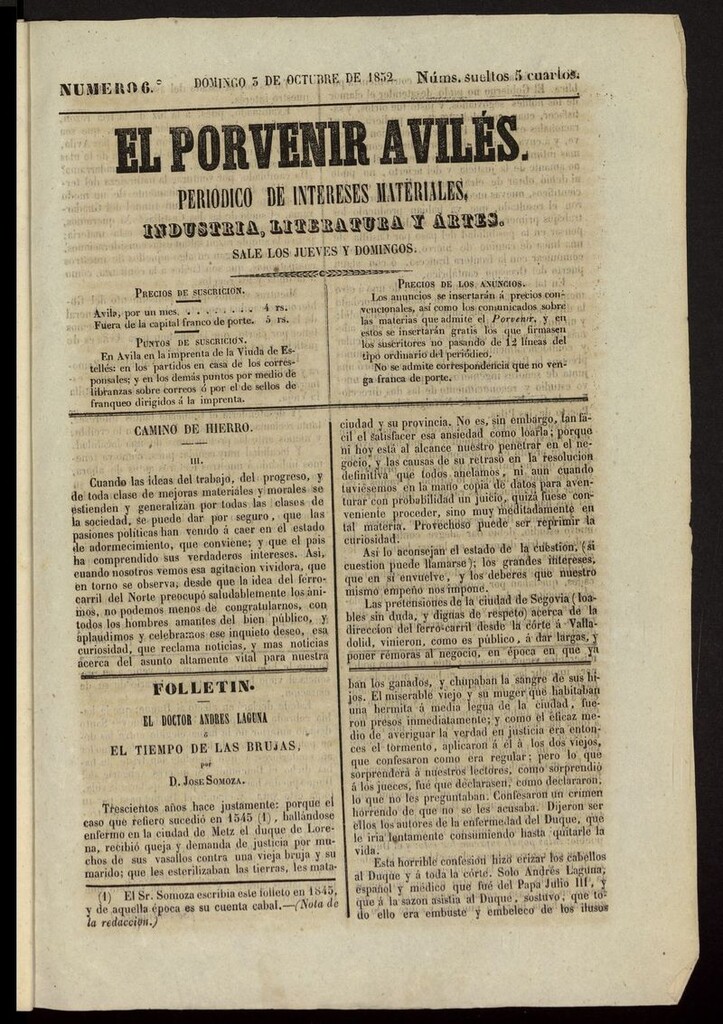 NUMERO 6.º
DOMINGO 3 DE OCTUBRE DE 1852.
Núms. sueltos 5 cuartos.
EL PORVENIR AVILÉS.
PERIODICO DE INTERESES MATERIALES,
INDUSTRIA, LITERATURA Y ARTES.
SALE LOS JUEVES Y DOMINGOS.
PRECIOS DE SUSCRICION.
Avila, por un mes. . . . . . . . . 4 rs.
Fuera de la capital franco de porte. 5 rs.
PUNTOS DE SUSCRICION.
En Avila en la imprenta de la Viuda de Es-
tellés: en los partidos en casa de los corres-
ponsales; y en los demás puntos por medio de
libranzas sobre correos ó por el de sellos de
franqueo dirigidos á la imprenta.
PRECIOS DE LOS ANUNCIOS.
Los anuncios se insertarán á precios con-
vencionales, así como los comunicados sobre
las materias que admite el Porvenir, y en
estos se insertarán gratis los que firmasen
los suscritores no pasando de 12 líneas del
tipo ordinario del periódico.
No se admite correspondencia que no ven-
ga franca de porte.
CAMINO DE HIERRO.
III.
Cuando las ideas del trabajo, del progreso, y
de toda clase de mejoras materiales y morales se
estienden y generalizan por todas las clases de
la sociedad, se puede dar por seguro, que las
pasiones políticas han venido á caer en el estado
de adormecimiento, que conviene; y que el pais
ha comprendido sus verdaderos intereses. Asi,
cuando nosotros vemos esa agitacion vividora, que
en torno se observa, desde que la idea del ferro-
carril del Norte preocupó saludablemente los áni-
mos, no podemos menos de congratularnos, con
todos los hombres amantes del bien público, y
aplaudimos y celebramos ese inquieto deseo, esa
curiosidad, que reclama noticias, y mas noticias
acerca del asunto altamente vital para nuestra
ciudad y su provincia. No es, sin embargo, tan fá-
cil el satisfacer esa ansiedad como loarla; porque
ni hoy está al alcance nuestro penetrar en el ne-
gocio, y las causas de su retraso en la resolucion
definitiva que todos anelamos, ni aun cuando
tuviésemos en la mano copia de datos para aven-
turar con probabilidad un juicio, quizá fuese con-
veniente proceder, sino muy meditadamente en
tal materia. Provechoso puede ser reprimir la
curiosidad.
Asi lo aconsejan el estado de la cuestion, (si
cuestion puede llamarse); los grandes intereses,
que en sí envuelve, y los deberes que nuestro
mismo empeño nos impone.
Las pretensiones de la ciudad de Segovia (loa-
bles sin duda, y dignas de respeto) acerca de la
direccion del ferro-carril desde la córte á Valla-
dolid, vinieron, como es público, á dar largas, y
poner rémoras al negocio, en época en que ya
FOLLETIN.
EL DOCTOR ANDRES LAGUNA
ó
EL TIEMPO DE LAS BRUJAS,
por
D. JOSE SOMOZA.
Trescientos años hace justamente: porque el
caso que refiero sucedió en 1545 (1), hallándose
enfermo en la ciudad de Metz el duque de Lore-
na, recibió queja y demanda de justicia por mu-
chos de sus vasallos contra una vieja bruja y su
marido; que les esterilizaban las tierras, les mata-
(1) El Sr. Somoza escribia este folleto en 1845,
y de aquella época es su cuenta cabal.—(Nota de
la redaccion.)
ban los ganados, y chupaban la sangre de sus hi-
jos. El miserable viejo y su muger que habitaban
una hermita á media legua de la ciudad, fue-
ron presos inmediatamente; y como el eficaz me-
dio de averiguar la verdad en justicia era enton-
ces el tormento, aplicaron á él á los dos viejos,
que confesaron como era regular; pero lo que
sorprenderá á nuestros lectores, como sorprendió
á los jueces, fué que declarasen, como declararon,
lo que no les preguntaban. Confesaron un crimen
horrendo de que no se les acusaba. Dijeron ser
ellos los autores de la enfermedad del Duque, que
le iria lentamente consumiendo hasta quitarle la
vida.
Esta horrible confesion hizo erizar los cabellos
al Duque y á toda la córte. Solo Andrés Laguna,
español y médico que fué del Papa Julio III, y
que á la sazon asistia al Duque, sostuvo, que to-
do ello era embuste y embeleco de los ilusos